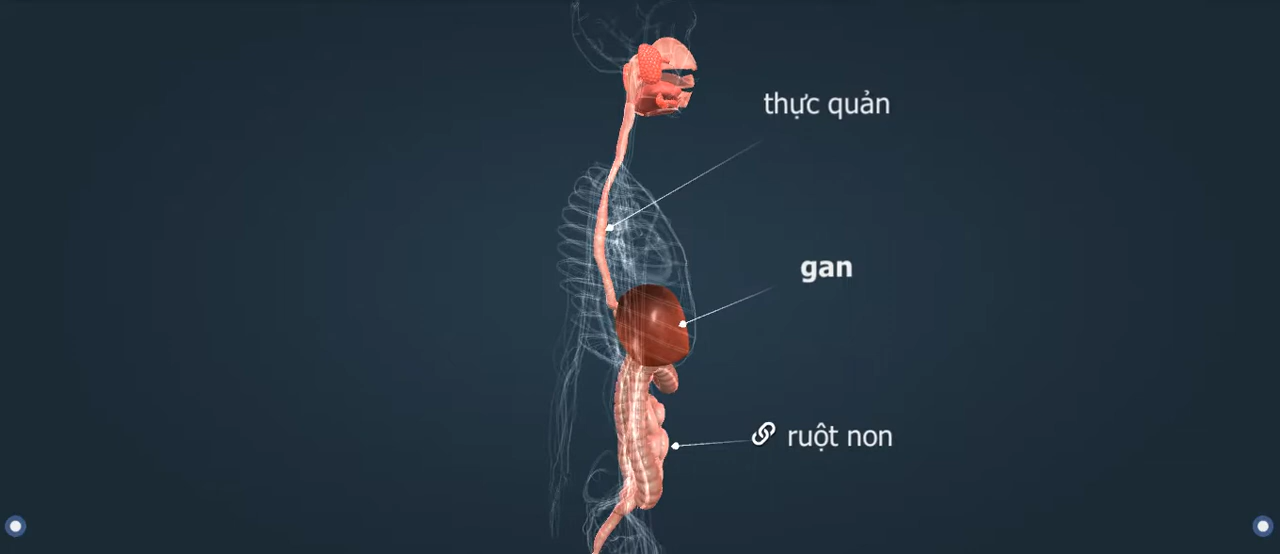 thực quản
gan
ruột non